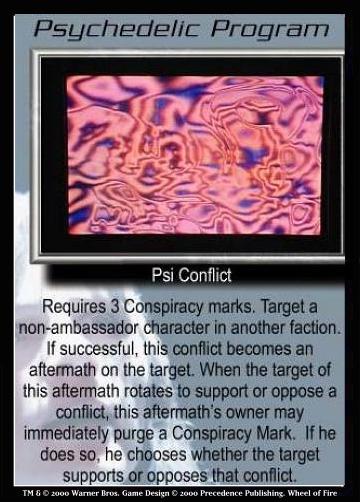 Psychedelic Program
Psi Conflict
Requires 3 Conspiracy marks. Target a
non-ambassador character in another faction.
If successful, this conflict becomes an
aftermath on the target. When the target of
this aftermath rotates to support or oppose a
conflict, this aftermath's owner may
immediately purge a Conspiracy Mark.  If he
does so, he chooses whether the target
supports or opposes that conflict.
TM & © 2000 Warner Bros. Game Design © 2000 Precedence Publishing. Wheel of Fire